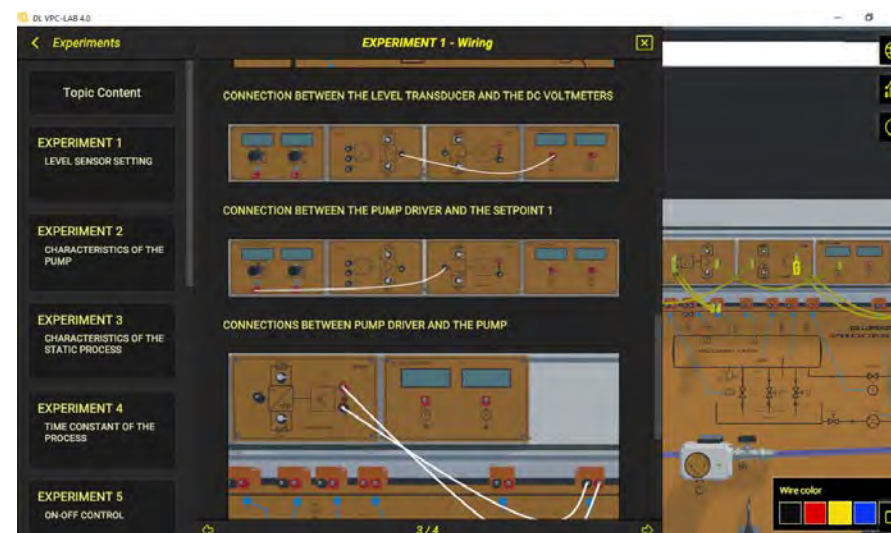 DL VPC-LAB 4.0
Experiments
EXPERIMENT 1 - Wiring
Topic Content
EXPERIMENT 1
LEVEL SENSOR SETTING
EXPERIMENT 2
CHARACTERISTICS OF THE
PUMP
EXPERIMENT 3
CHARACTERISTICS OF THE
STATIC PROCESS
EXPERIMENT 4
TIME CONSTANT OF THE
PROCESS
EXPERIMENT 5
ON-OFF CONTROL
CONNECTION BETWEEN THE LEVEL TRANSDUCER AND THE DC VOLTMETERS
CONNECTION BETWEEN THE PUMP DRIVER AND THE SETPOINT 1
CONNECTIONS BETWEEN PUMP DRIVER AND THE PUMP
3/4
Wire color